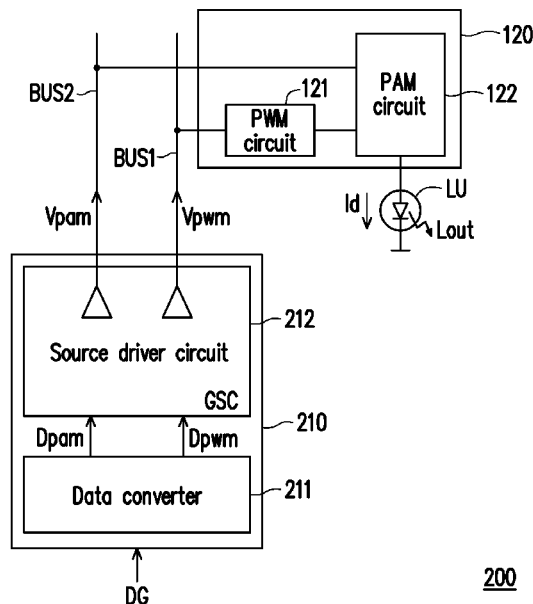 120
BUS2
121
PWM
circuit
PAM
circuit
122
BUS1
LU
Id
Lout
Vpam
Vpwm
Source driver circuit
212
GSC
Dpam
Dpwm
210
Data converter
211
DG
200